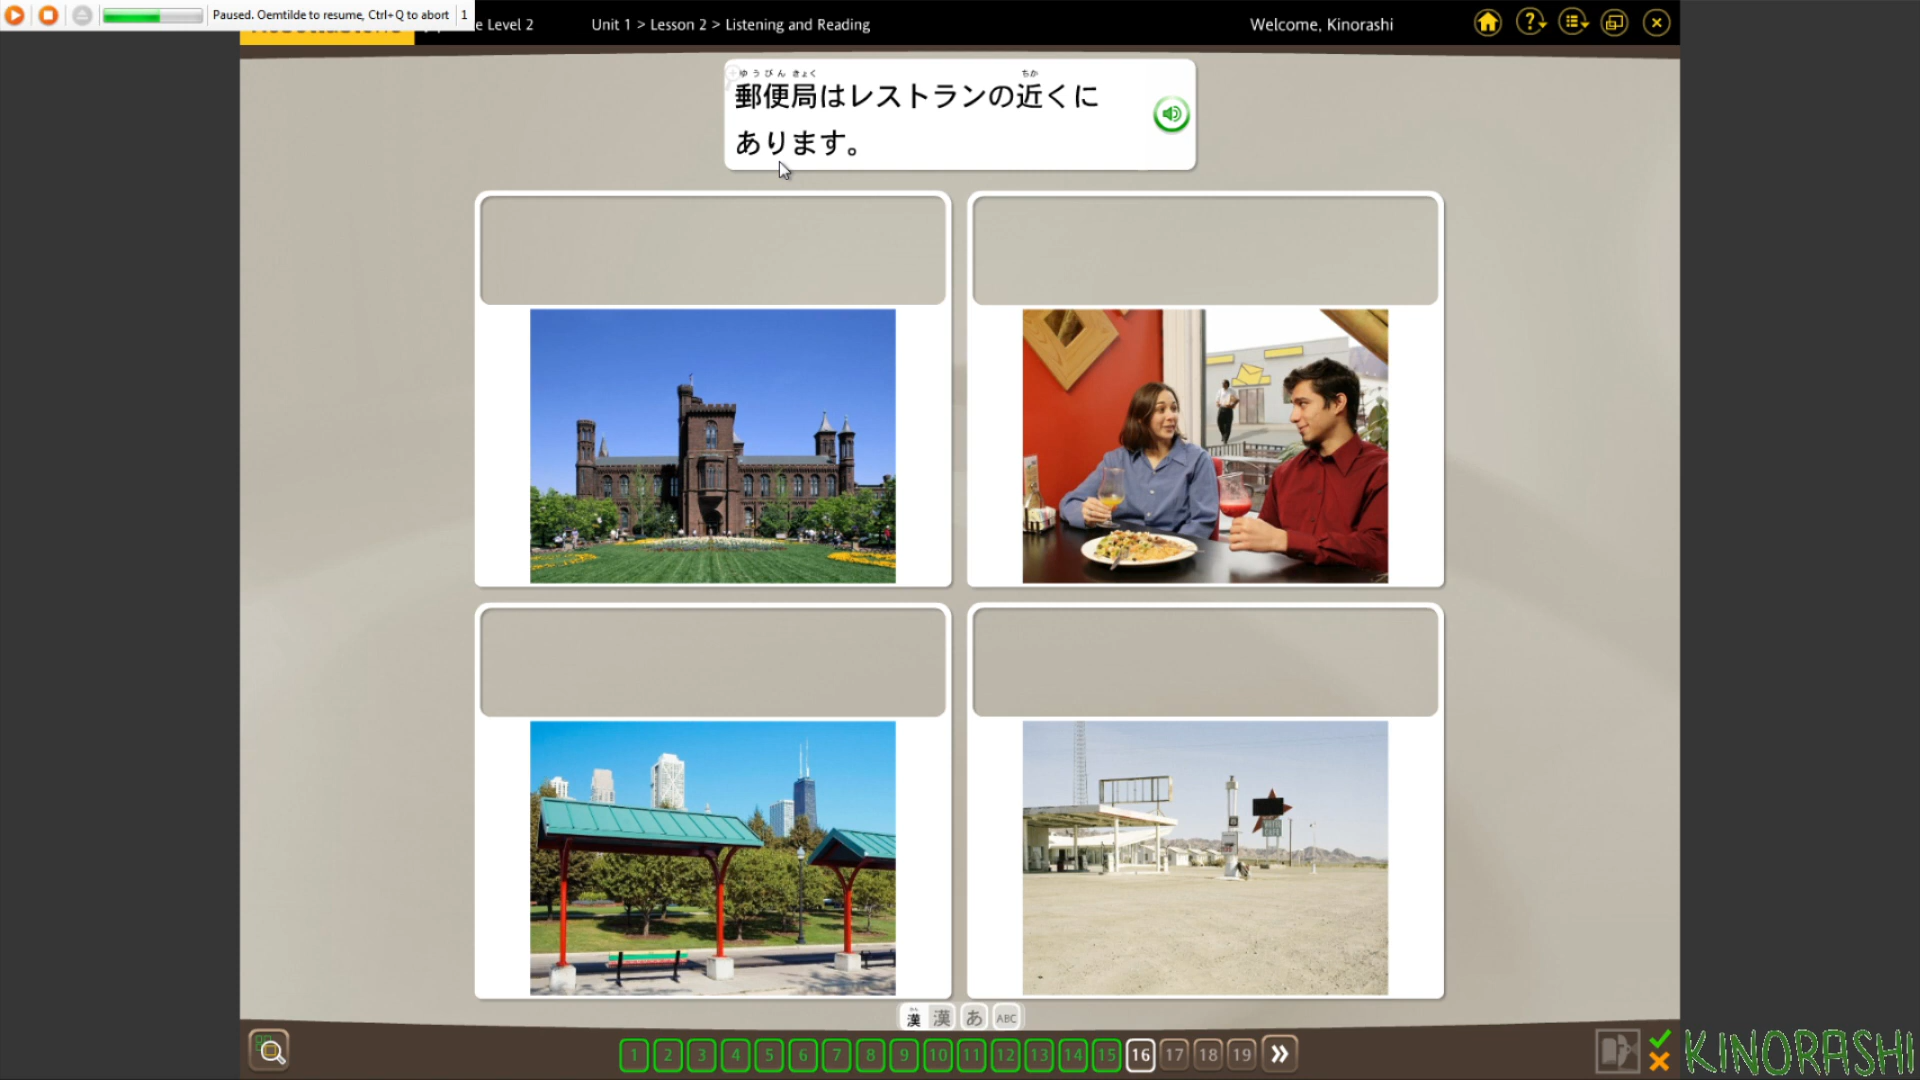 Paused. Oemtilde to resume, Ctrl+Q to abort 1
e Level 2
Unit 1 > Lesson 2 > Listening and Reading
Welcome, Kinorashi
ゆうびん きょく ちか
郵便局はレストランの近くに
あります。
漢 漢 あ ABC
1 2 3 4 5 6 7 8 9 10 11 12 13 14 15 16 17 18 19
KINORASHI